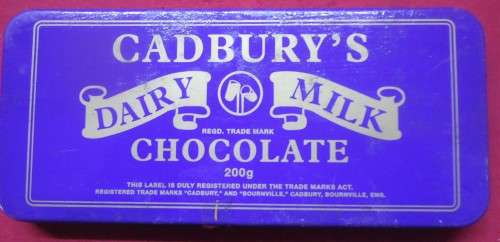 CADBURY'S
DAIRY MILK
REGD. TRADE MARK
CHOCOLATE
200g
THIS LABEL IS DULY REGISTERED UNDER THE TRADE MARKS ACT.
REGISTERED TRADE MARKS "CADBURY," AND "BOURNVILLE," CADBURY, BOURNVILLE, ENG.